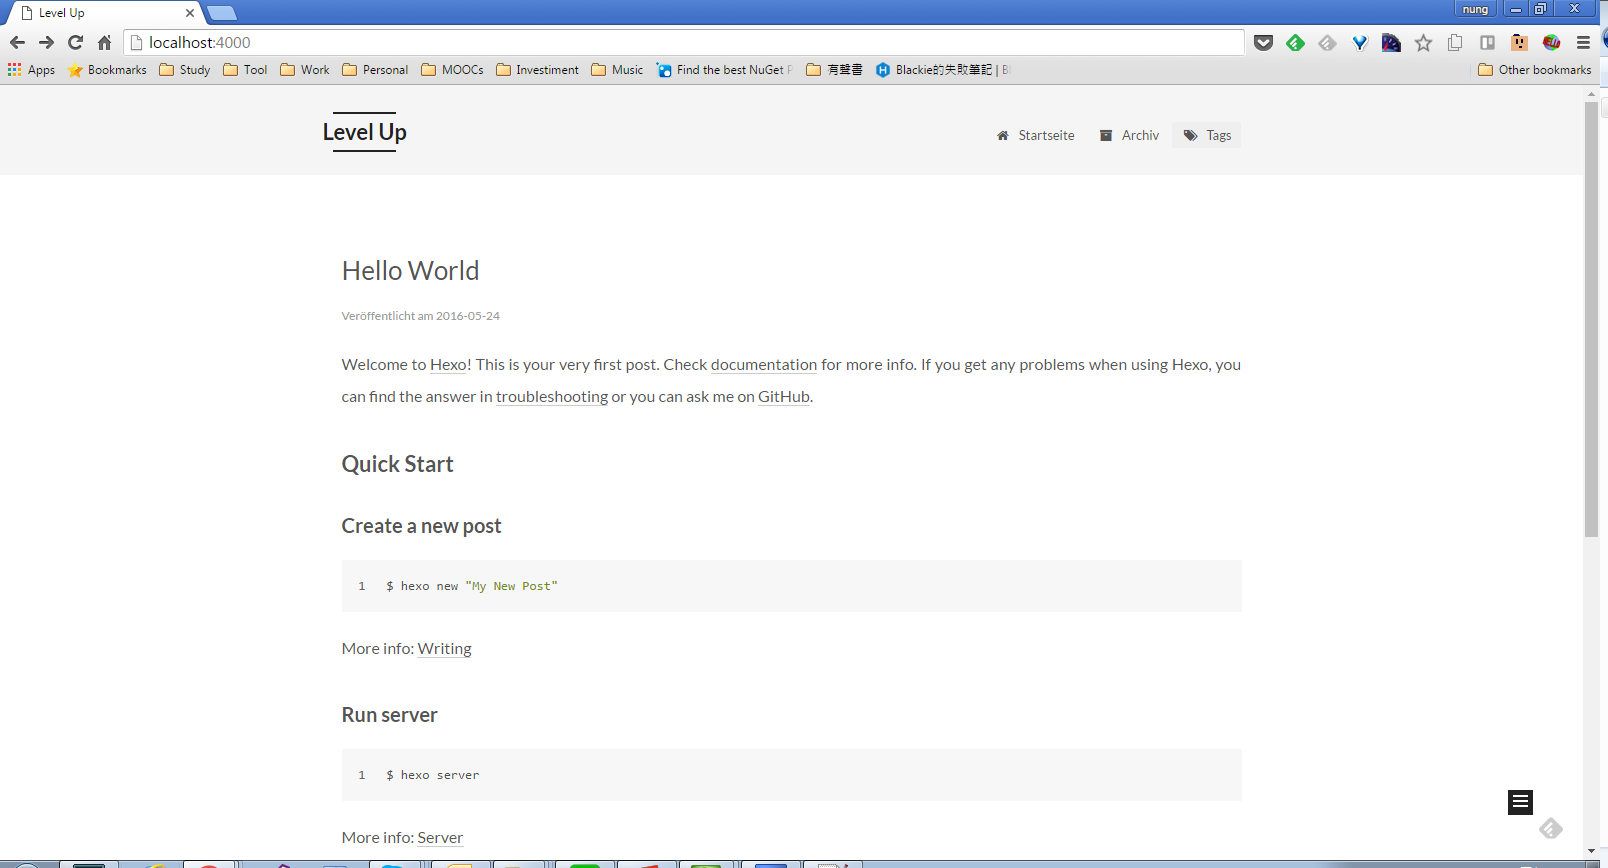 Level Up
nung
localhost:4000
Apps Bookmarks Study Tool Work Personal MOOCs Investiment Music Find the best NuGet P 有聲書 Blackie的失敗筆記 | Bl Other bookmarks
Level Up
Startseite Archiv Tags
Hello World
Veröffentlicht am 2016-05-24
Welcome to Hexo! This is your very first post. Check documentation for more info. If you get any problems when using Hexo, you
can find the answer in troubleshooting or you can ask me on GitHub.
Quick Start
Create a new post
1 $ hexo new "My New Post"
More info: Writing
Run server
1 $ hexo server
More info: Server